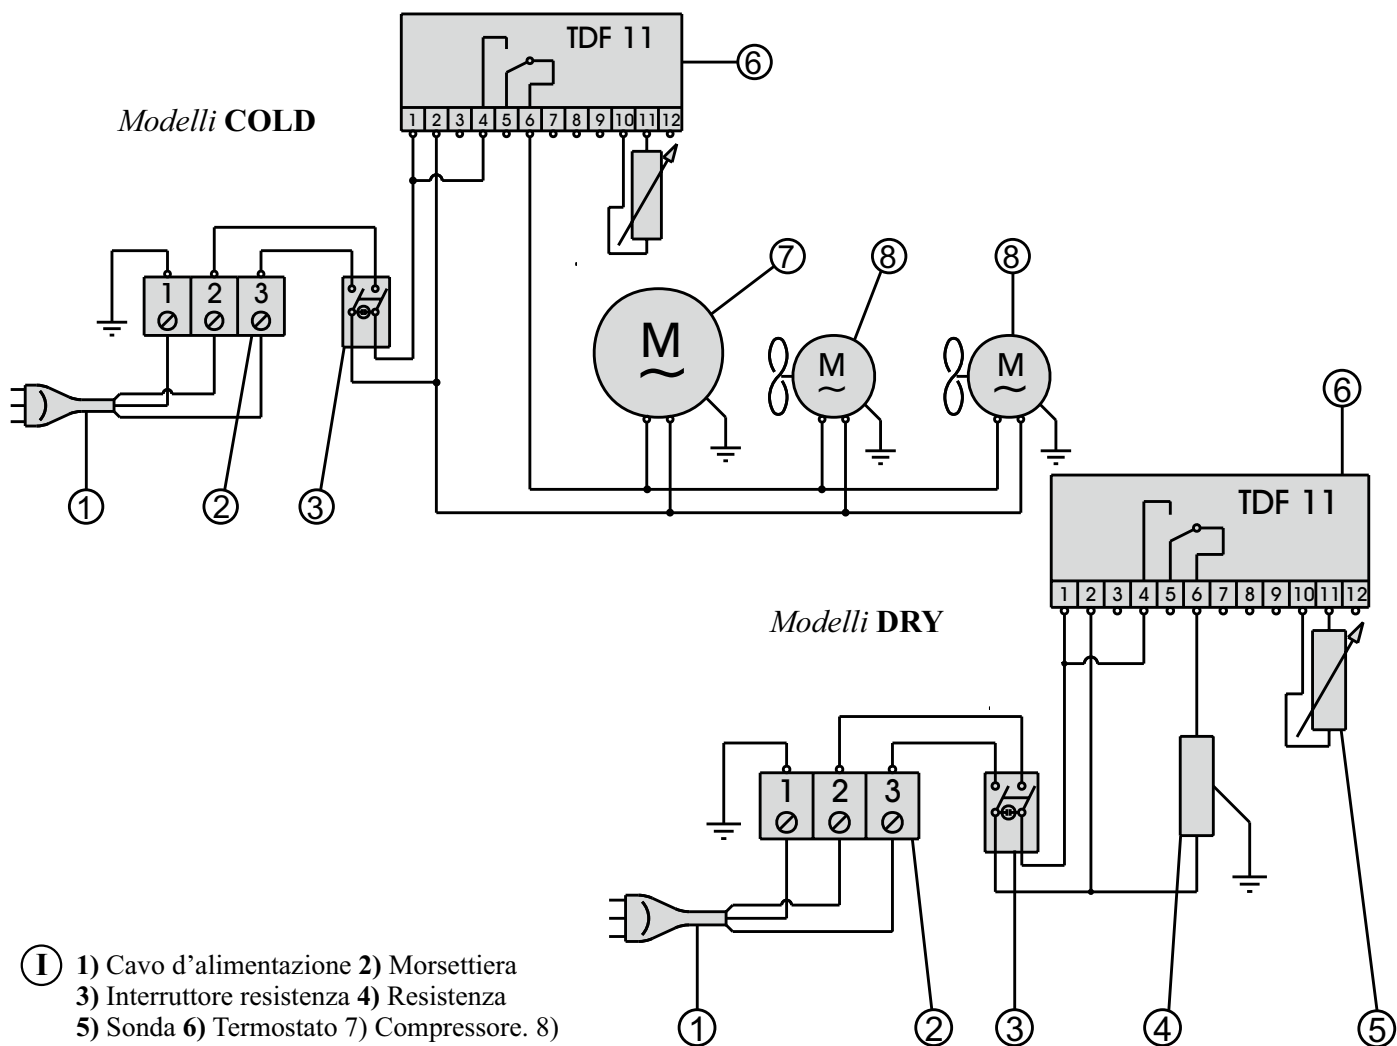 TDF 11
6
Modelli COLD
1 2 3 4 5 6 7 8 9 10 11 12
7
8
8
1 2 3
M
~
M
~
M
~
6
1
2
3
TDF 11
1 2 3 4 5 6 7 8 9 10 11 12
Modelli DRY
1 2 3
I
1) Cavo d’alimentazione 2) Morsettiera
3) Interruttore resistenza 4) Resistenza
5) Sonda 6) Termostato 7) Compressore. 8)
1
2
3
4
5